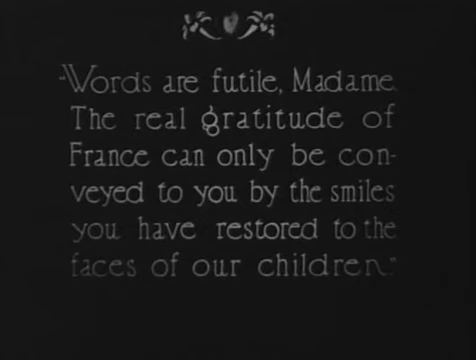 "Words are futile, Madame.
The real gratitude of
France can only be con-
veyed to you by the smiles
you have restored to the
faces of our children."